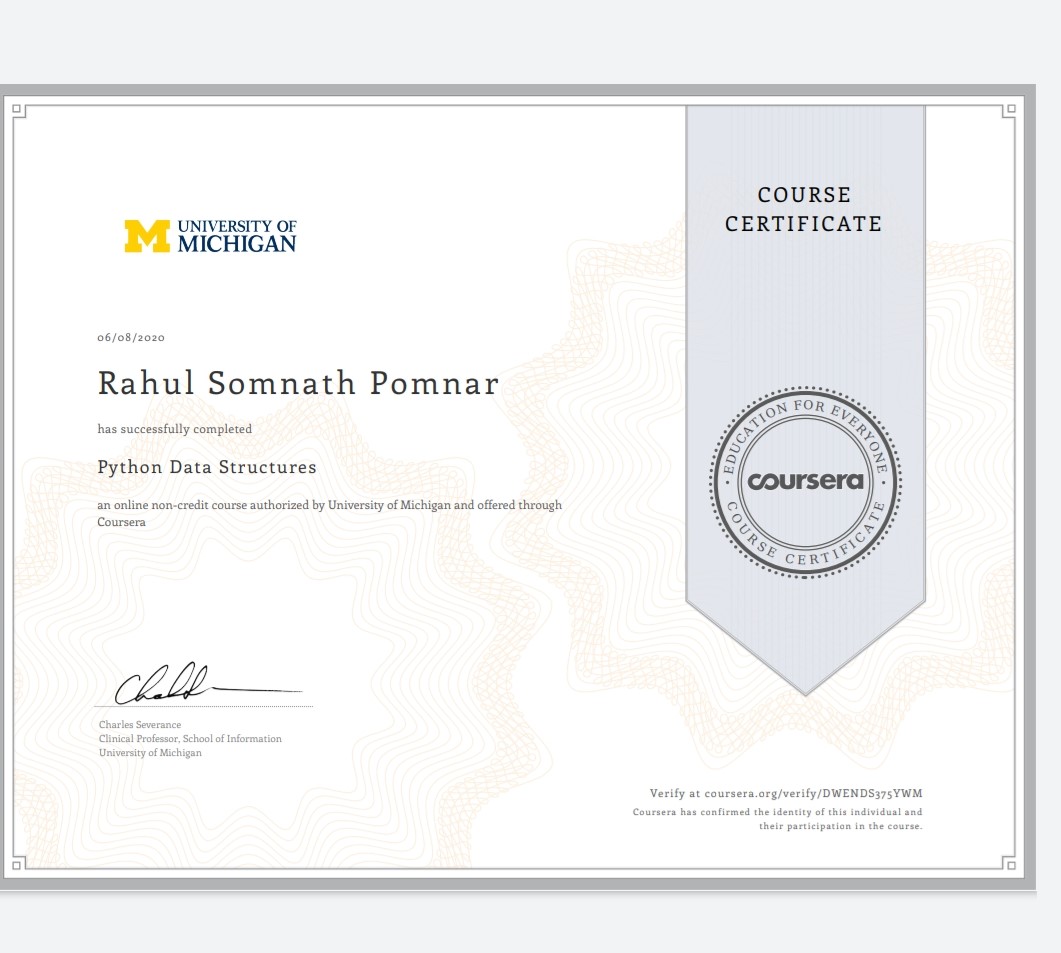 COURSE
CERTIFICATE
M UNIVERSITY OF
MICHIGAN
06/08/2020
Rahul Somnath Pomnar
has successfully completed
Python Data Structures
an online non-credit course authorized by University of Michigan and offered through
Coursera
EDUCATION FOR EVERYONE
coursera
COURSE CERTIFICATE
Charles Severance
Clinical Professor, School of Information
University of Michigan
Verify at coursera.org/verify/DWENDS375YWM
Coursera has confirmed the identity of this individual and
their participation in the course.